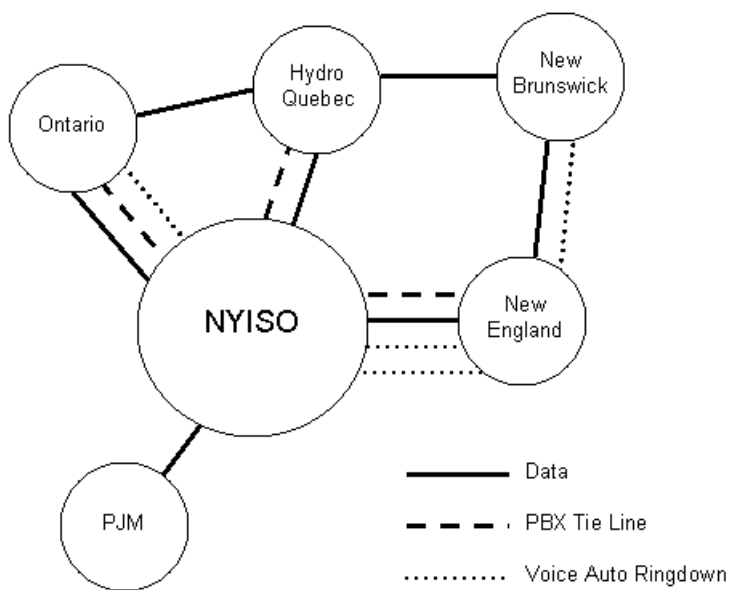 New
Brunswick
Hydro
Quebec
Ontario
NYISO
New
England
PJM
Data
PBX Tie Line
Voice Auto Ringdown